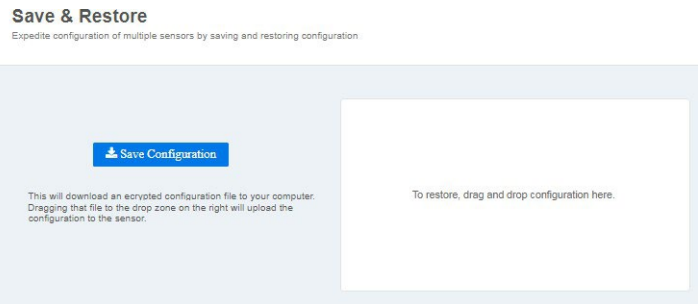 Save & Restore
Expedite configuration of multiple sensors by saving and restoring configuration
Save Configuration
This will download an ecrypted configuration file to your computer.
Dragging that file to the drop zone on the right will upload the
configuration to the sensor.
To restore, drag and drop configuration here.